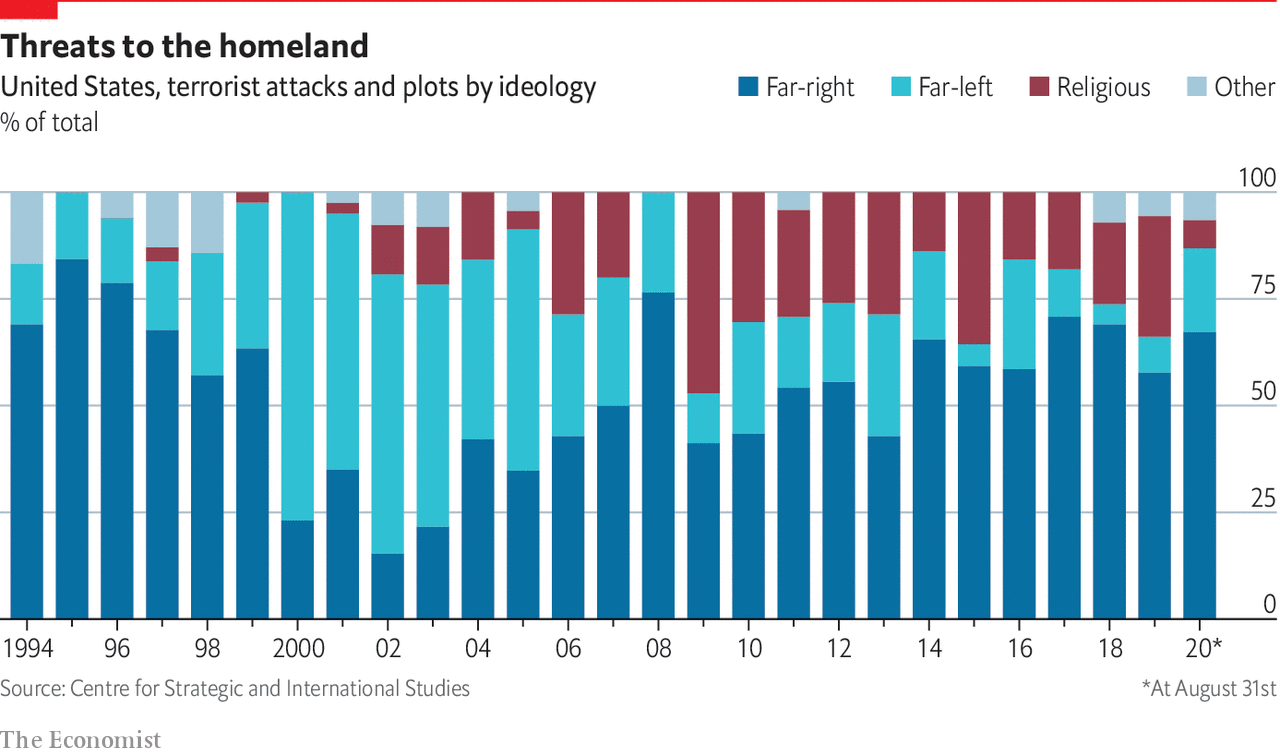 Threats to the homeland
United States, terrorist attacks and plots by ideology
% of total
Far-right Far-left Religious Other
100
75
50
25
0
1994 96 98 2000 02 04 06 08 10 12 14 16 18 20*
Source: Centre for Strategic and International Studies
*At August 31st
The Economist